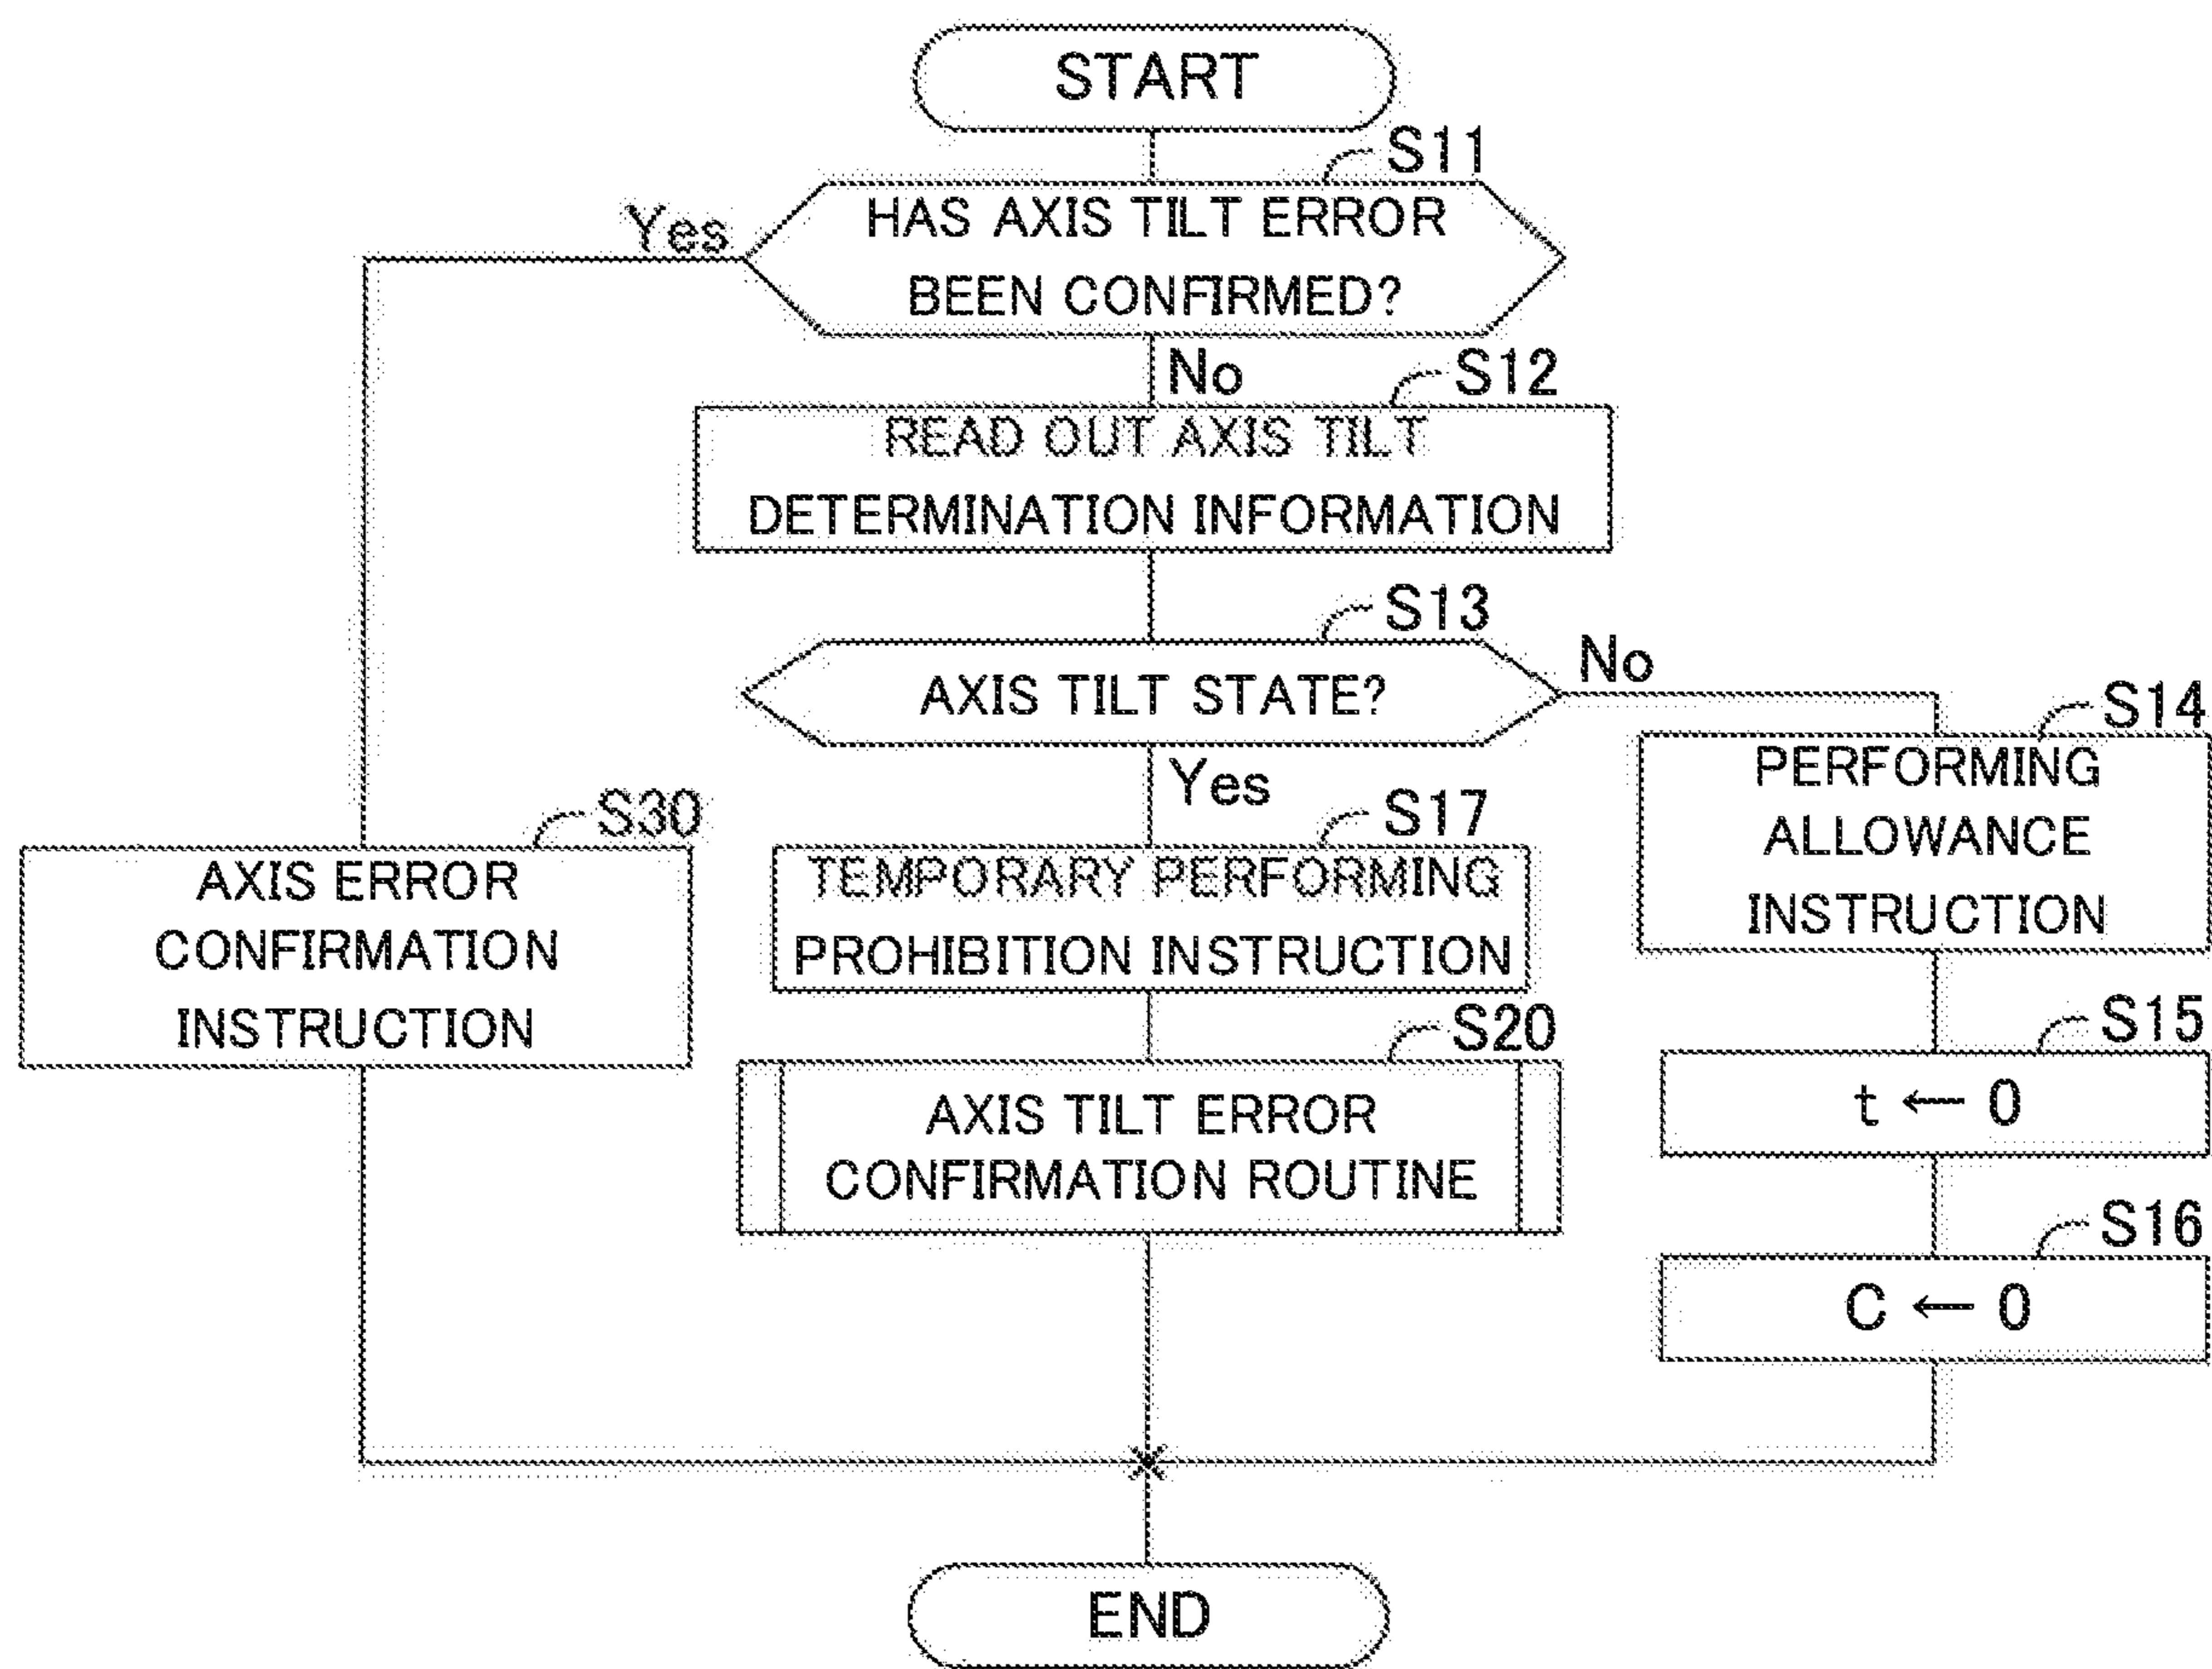 START
S11
HAS AXIS TILT ERROR
BEEN CONFIRMED?
Yes
No
S12
READ OUT AXIS TILT
DETERMINATION INFORMATION
S13
AXIS TILT STATE?
No
Yes
S14
PERFORMING
ALLOWANCE
INSTRUCTION
S30
AXIS ERROR
CONFIRMATION
INSTRUCTION
S17
TEMPORARY PERFORMING
PROHIBITION INSTRUCTION
S15
t ← 0
S20
AXIS TILT ERROR
CONFIRMATION ROUTINE
S16
C ← 0
END